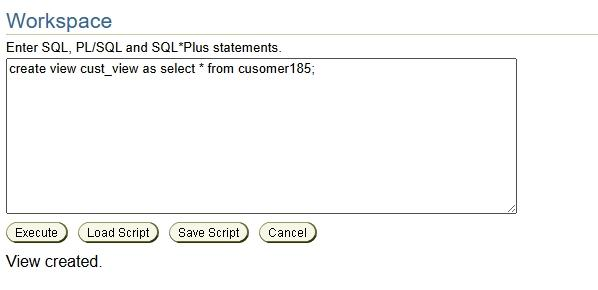 Workspace
Enter SQL, PL/SQL and SQL*Plus statements.
create view cust_view as select * from cusomer185;
Execute Load Script Save Script Cancel
View created.